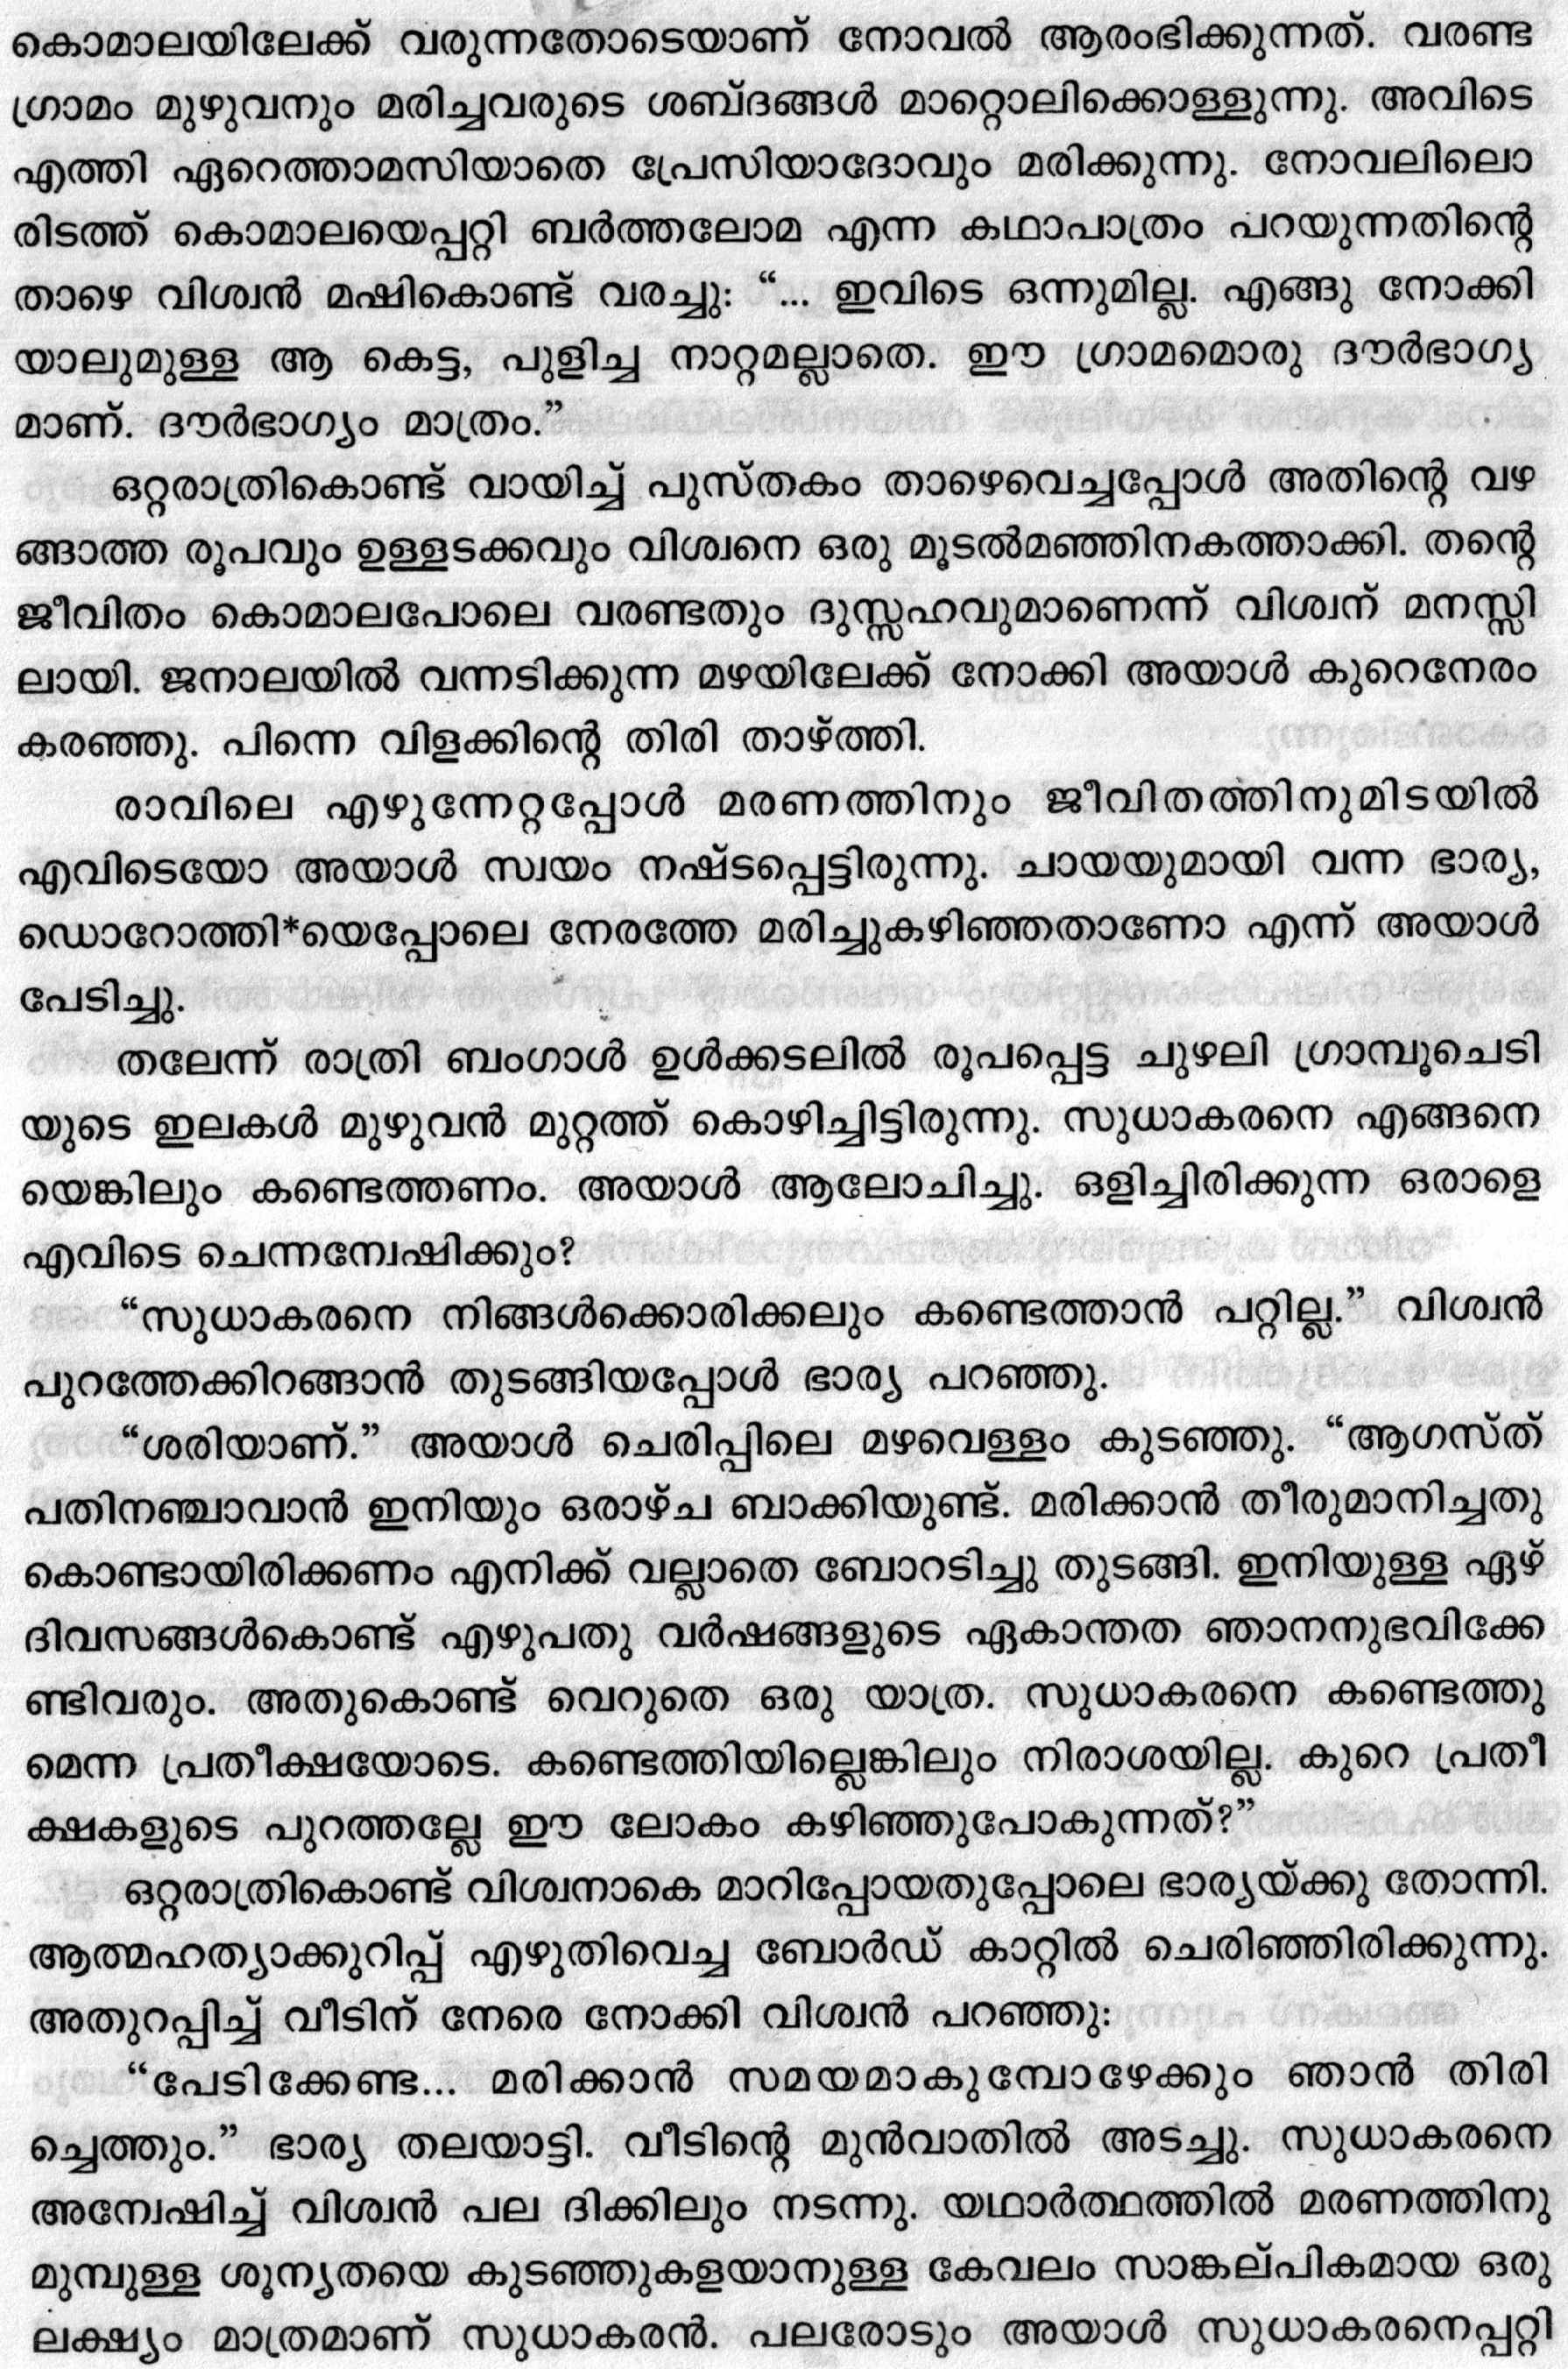 കൊമാലയിലേക്ക് വരുന്നതോടെയാണ് നോവൽ ആരംഭിക്കുന്നത്. വരണ്ട
ഗ്രാമം മുഴുവനും മരിച്ചവരുടെ ശബ്ദങ്ങൾ മാറ്റൊലിക്കൊള്ളുന്നു. അവിടെ
എത്തി ഏറെത്താമസിയാതെ പ്രേസിയാദോവും മരിക്കുന്നു. നോവലിലൊ
രിടത്ത് കൊമാലയെപ്പറ്റി ബർത്തലോമ എന്ന കഥാപാത്രം പറയുന്നതിന്റെ
താഴെ വിശ്വൻ മഷികൊണ്ട് വരച്ചു: “... ഇവിടെ ഒന്നുമില്ല. എങ്ങു നോക്കി
യാലുമുള്ള ആ കെട്ട, പുളിച്ച നാറ്റമല്ലാതെ. ഈ ഗ്രാമമൊരു ദൗർഭാഗ്യ
മാണ്. ദൗർഭാഗ്യം മാത്രം.”
ഒറ്റരാത്രികൊണ്ട് വായിച്ച് പുസ്തകം താഴെവെച്ചപ്പോൾ അതിന്റെ വഴ
ങ്ങാത്ത രൂപവും ഉള്ളടക്കവും വിശ്വനെ ഒരു മൂടൽമഞ്ഞിനകത്താക്കി. തന്റെ
ജീവിതം കൊമാലപോലെ വരണ്ടതും ദുസ്സഹവുമാണെന്ന് വിശ്വന് മനസ്സി
ലായി. ജനാലയിൽ വന്നടിക്കുന്ന മഴയിലേക്ക് നോക്കി അയാൾ കുറെനേരം
കരഞ്ഞു. പിന്നെ വിളക്കിന്റെ തിരി താഴ്ത്തി.
രാവിലെ എഴുന്നേറ്റപ്പോൾ മരണത്തിനും ജീവിതത്തിനുമിടയിൽ
എവിടെയോ അയാൾ സ്വയം നഷ്ടപ്പെട്ടിരുന്നു. ചായയുമായി വന്ന ഭാര്യ,
ഡൊറോത്തി*യെപ്പോലെ നേരത്തേ മരിച്ചുകഴിഞ്ഞതാണോ എന്ന് അയാൾ
പേടിച്ചു.
തലേന്ന് രാത്രി ബംഗാൾ ഉൾക്കടലിൽ രൂപപ്പെട്ട ചുഴലി ഗ്രാമ്പൂചെടി
യുടെ ഇലകൾ മുഴുവൻ മുറ്റത്ത് കൊഴിച്ചിട്ടിരുന്നു. സുധാകരനെ എങ്ങനെ
യെങ്കിലും കണ്ടെത്തണം. അയാൾ ആലോചിച്ചു. ഒളിച്ചിരിക്കുന്ന ഒരാളെ
എവിടെ ചെന്നന്വേഷിക്കും?
“സുധാകരനെ നിങ്ങൾക്കൊരിക്കലും കണ്ടെത്താൻ പറ്റില്ല.” വിശ്വൻ
പുറത്തേക്കിറങ്ങാൻ തുടങ്ങിയപ്പോൾ ഭാര്യ പറഞ്ഞു.
“ശരിയാണ്.” അയാൾ ചെരിപ്പിലെ മഴവെള്ളം കുടഞ്ഞു. “ആഗസ്ത്
പതിനഞ്ചാവാൻ ഇനിയും ഒരാഴ്ച ബാക്കിയുണ്ട്. മരിക്കാൻ തീരുമാനിച്ചതു
കൊണ്ടായിരിക്കണം എനിക്ക് വല്ലാതെ ബോറടിച്ചു തുടങ്ങി. ഇനിയുള്ള ഏഴ്
ദിവസങ്ങൾകൊണ്ട് എഴുപതു വർഷങ്ങളുടെ ഏകാന്തത ഞാനനുഭവിക്കേ
ണ്ടിവരും. അതുകൊണ്ട് വെറുതെ ഒരു യാത്ര. സുധാകരനെ കണ്ടെത്തു
മെന്ന പ്രതീക്ഷയോടെ. കണ്ടെത്തിയില്ലെങ്കിലും നിരാശയില്ല. കുറെ പ്രതീ
ക്ഷകളുടെ പുറത്തല്ലേ ഈ ലോകം കഴിഞ്ഞുപോകുന്നത്?”
ഒറ്റരാത്രികൊണ്ട് വിശ്വനാകെ മാറിപ്പോയതുപ്പോലെ ഭാര്യയ്ക്കു തോന്നി.
ആത്മഹത്യാക്കുറിപ്പ് എഴുതിവെച്ച ബോർഡ് കാറ്റിൽ ചെരിഞ്ഞിരിക്കുന്നു.
അതുറപ്പിച്ച് വീടിന് നേരെ നോക്കി വിശ്വൻ പറഞ്ഞു:
“പേടിക്കേണ്ട... മരിക്കാൻ സമയമാകുമ്പോഴേക്കും ഞാൻ തിരി
ച്ചെത്തും.” ഭാര്യ തലയാട്ടി. വീടിന്റെ മുൻവാതിൽ അടച്ചു. സുധാകരനെ
അന്വേഷിച്ച് വിശ്വൻ പല ദിക്കിലും നടന്നു. യഥാർത്ഥത്തിൽ മരണത്തിനു
മുമ്പുള്ള ശൂന്യതയെ കുടഞ്ഞുകളയാനുള്ള കേവലം സാങ്കല്പികമായ ഒരു
ലക്ഷ്യം മാത്രമാണ് സുധാകരൻ. പലരോടും അയാൾ സുധാകരനെപ്പറ്റി